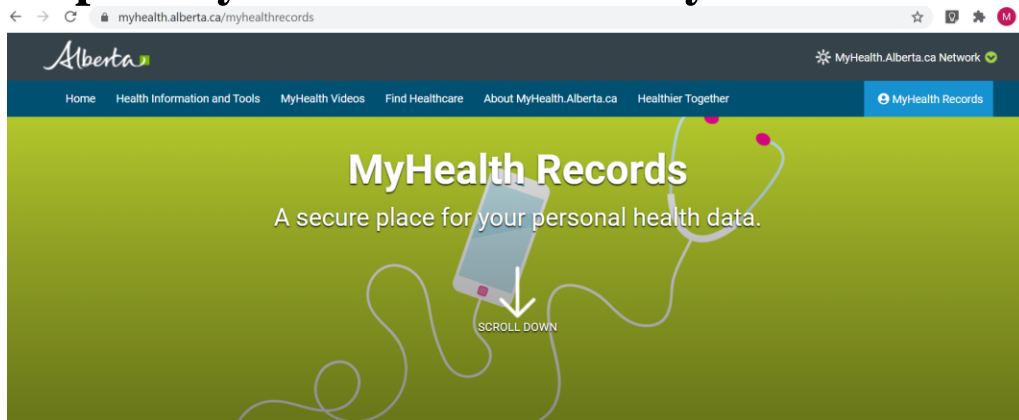 myhealth.alberta.ca/myhealthrecords
M
Alberta
MyHealth.Alberta.ca Network
Home Health Information and Tools MyHealth Videos Find Healthcare About MyHealth.Alberta.ca Healthier Together MyHealth Records
MyHealth Records
A secure place for your personal health data.
SCROLL DOWN